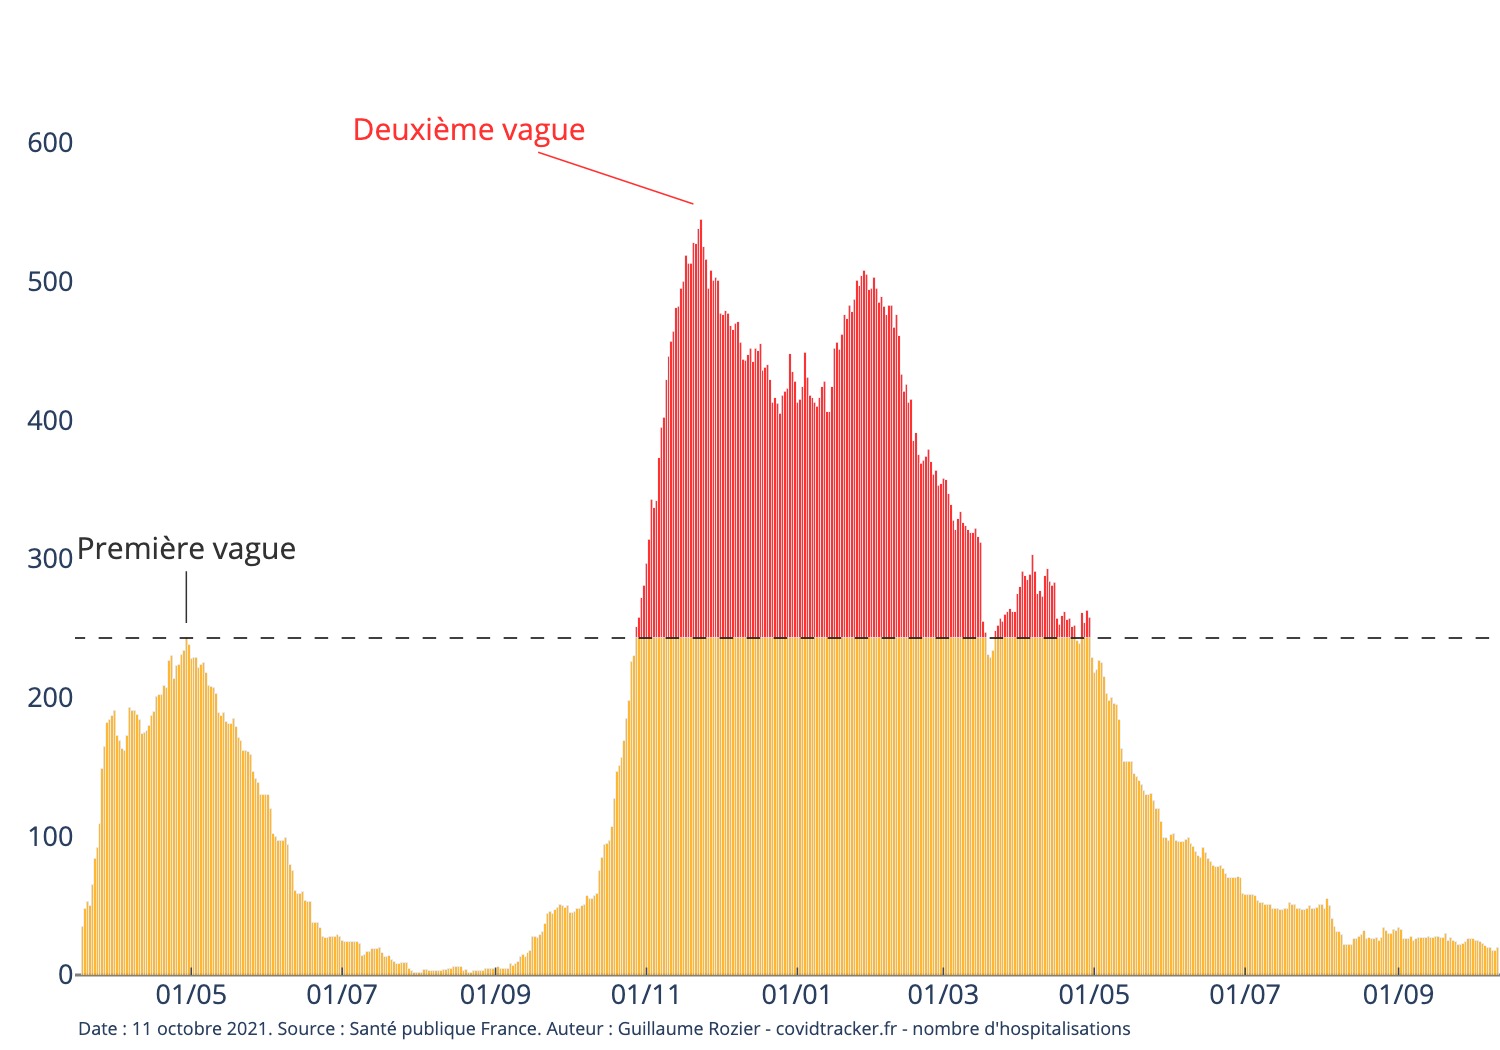 Deuxième vague
600
500
400
300
Première vague
200
100
0
01/05 01/07 01/09 01/11 01/01 01/03 01/05 01/07 01/09
Date : 11 octobre 2021. Source : Santé publique France. Auteur : Guillaume Rozier - covidtracker.fr - nombre d'hospitalisations